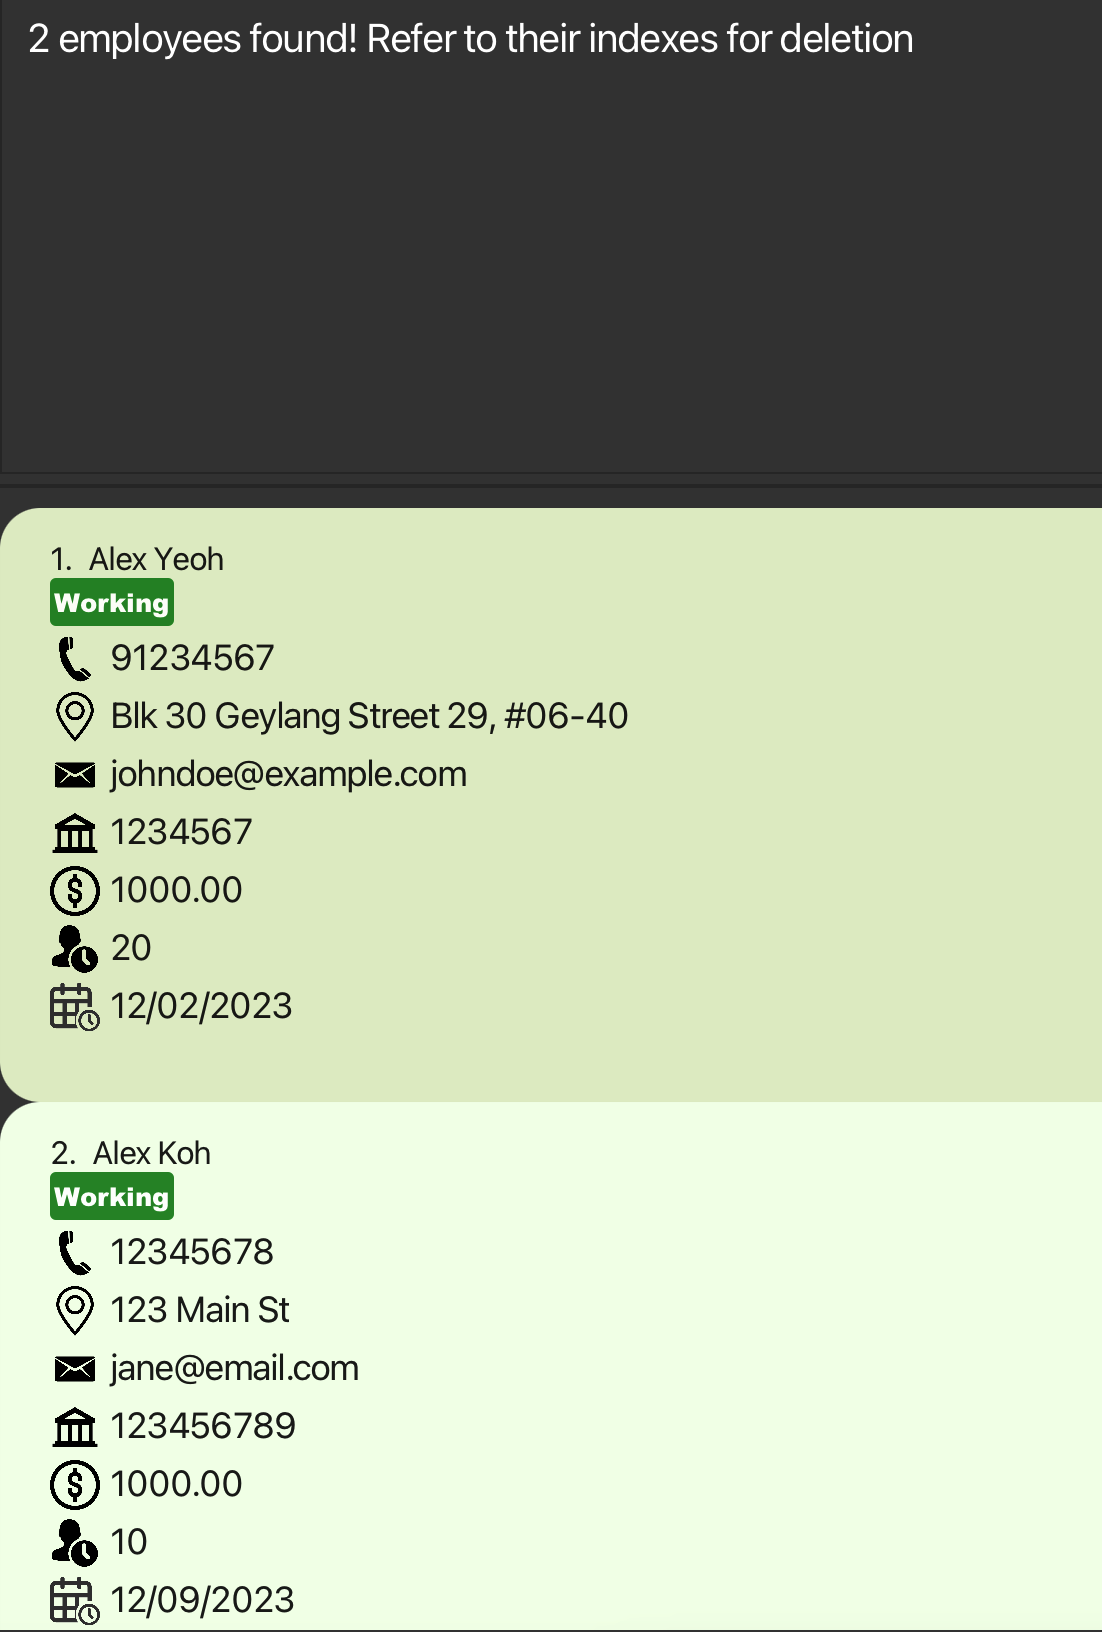 2 employees found! Refer to their indexes for deletion
1. Alex Yeoh
Working
91234567
Blk 30 Geylang Street 29, #06-40
johndoe@example.com
1234567
1000.00
20
12/02/2023
2. Alex Koh
Working
12345678
123 Main St
jane@email.com
123456789
1000.00
10
12/09/2023